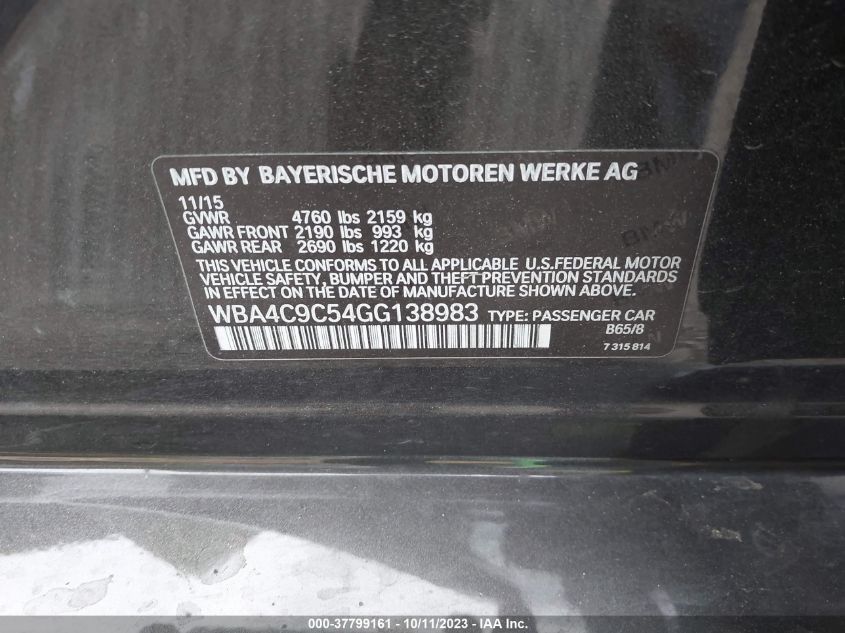 MFD BY BAYERISCHE MOTOREN WERKE AG
11/15
GVWR 4760 lbs 2159 kg
GAWR FRONT 2190 lbs 993 kg
GAWR REAR 2690 lbs 1220 kg
THIS VEHICLE CONFORMS TO ALL APPLICABLE U.S.FEDERAL MOTOR
VEHICLE SAFETY, BUMPER AND THEFT PREVENTION STANDARDS
IN EFFECT ON THE DATE OF MANUFACTURE SHOWN ABOVE.
WBA4C9C54GG138983 TYPE: PASSENGER CAR
B65/8
7 315 814
000-37799161 - 10/11/2023 - IAA Inc.